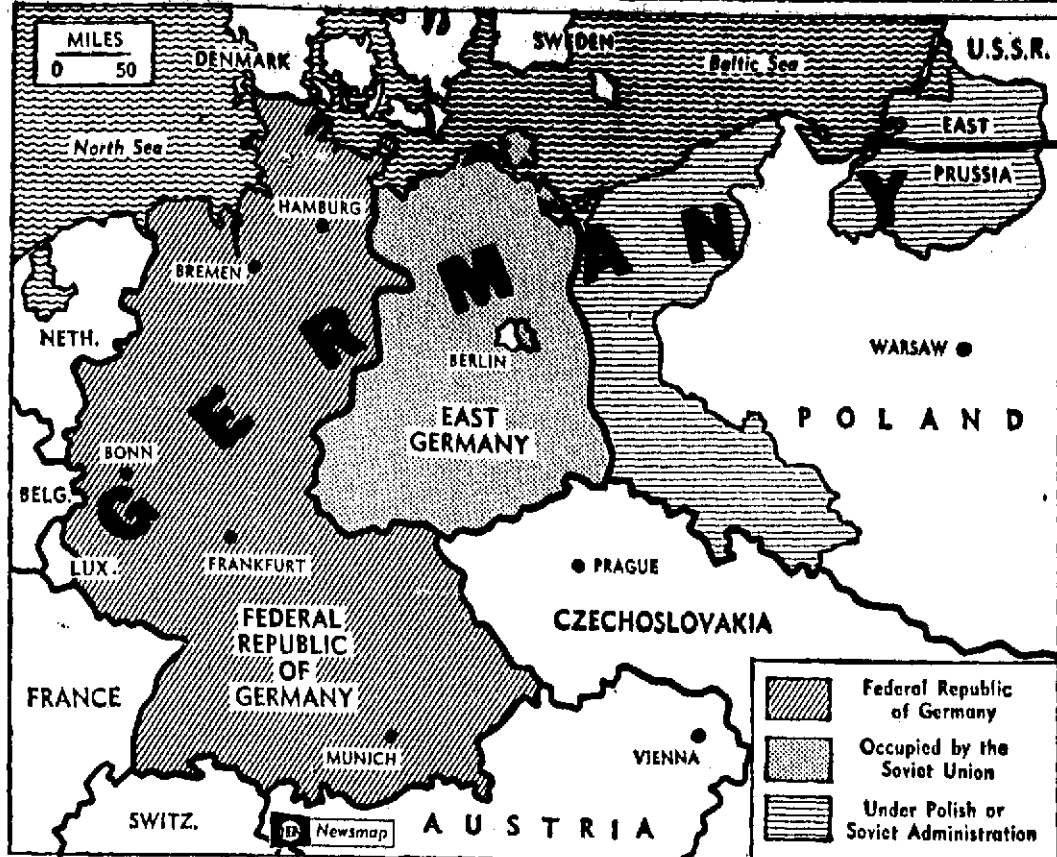 MILES
0 50
DENMARK
SWEDEN
Baltic Sea
U.S.S.R.
North Sea
EAST
PRUSSIA
HAMBURG
BREMEN
GERMANY
NETH.
BERLIN
WARSAW
EAST
GERMANY
POLAND
BONN
BELG.
LUX.
FRANKFURT
PRAGUE
FEDERAL
REPUBLIC
OF
GERMANY
CZECHOSLOVAKIA
FRANCE
MUNICH
VIENNA
SWITZ.
Newsmap
AUSTRIA
Federal Republic
of Germany
Occupied by the
Soviet Union
Under Polish or
Soviet Administration